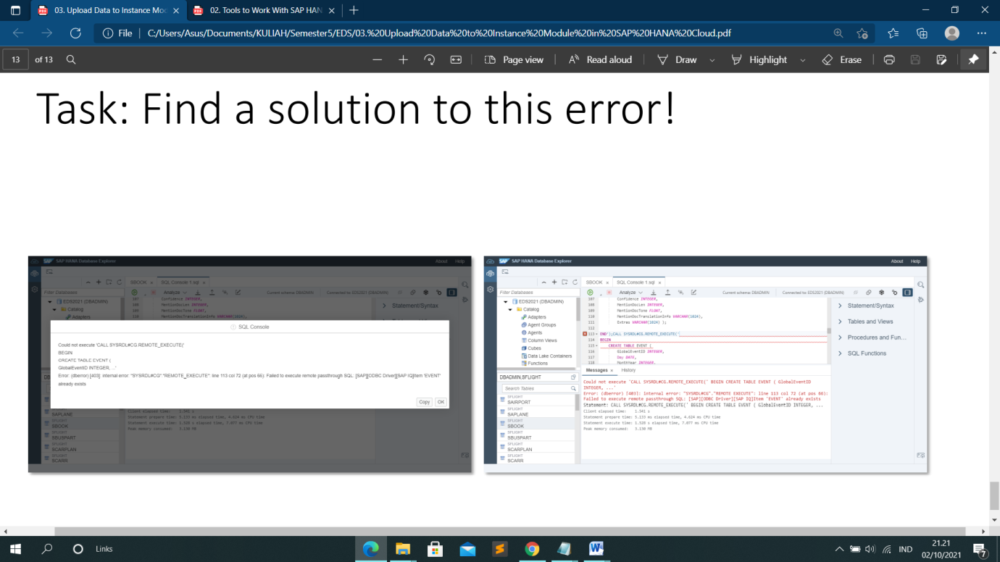 03. Upload Data to Instance Moc
02. Tools to Work With SAP HAN
File
C:/Users/Asus/Documents/KULIAH/Semester5/EDS/03.%20Upload%20Data%20to%20Instance%20Module%20in%20SAP%20HANA%20Cloud.pdf
13 of 13
Page view
Read aloud
Draw
Highlight
Erase
Task: Find a solution to this error!
SAP HANA Database Explorer
About Help
SBOOK
SQL Console 1.sql
Filter Databases
Analyze
Current schema: DBADMIN
Connected to: EDS2021 (DBADMIN)
EDS2021 (DBADMIN)
Catalog
Adapters
107 Confidence INTEGER,
108 MentionDocLen INTEGER,
109 MentionDocTone FLOAT,
110 MentionDocTranslationInfo VARCHAR(1024),
Statement/Syntax
SQL Console
Could not execute 'CALL SYSRDL#CG.REMOTE_EXECUTE('
BEGIN
CREATE TABLE EVENT (
GlobalEventID INTEGER, ...'
Error: (dberror) [403]: internal error: "SYSRDL#CG"."REMOTE_EXECUTE": line 113 col 72 (at pos 66): Failed to execute remote passthrough SQL: [SAP][ODBC Driver][SAP IQ]Item 'EVENT'
already exists
Copy OK
SAPLANE
SFLIGHT
SBOOK
SFLIGHT
SBUSPART
SFLIGHT
SCARPLAN
SFLIGHT
SCARR
Client elapsed time: 1.541 s
Statement prepare time: 5.133 ms elapsed time, 4.824 ms CPU time
Statement execute time: 1.528 s elapsed time, 7.077 ms CPU time
Peak memory consumed: 3.130 MB
SAP HANA Database Explorer
About Help
SBOOK
SQL Console 1.sql
Filter Databases
Analyze
Current schema: DBADMIN
Connected to: EDS2021 (DBADMIN)
EDS2021 (DBADMIN)
Catalog
Adapters
Agent Groups
Agents
Column Views
Cubes
Data Lake Containers
Functions
107 Confidence INTEGER,
108 MentionDocLen INTEGER,
109 MentionDocTone FLOAT,
110 MentionDocTranslationInfo VARCHAR(1024),
111 Extras VARCHAR(1024) );
112
113 END');CALL SYSRDL#CG.REMOTE_EXECUTE('
114 BEGIN
115 CREATE TABLE EVENT (
116 GlobalEventID INTEGER,
117 Day DATE,
118 MonthYear INTEGER,
Statement/Syntax
Tables and Views
Procedures and Fun...
SQL Functions
DBADMIN.SFLIGHT
Search Tables
SFLIGHT
SAIRPORT
SFLIGHT
SAPLANE
SFLIGHT
SBOOK
SFLIGHT
SBUSPART
SFLIGHT
SCARPLAN
SFLIGHT
SCARR
Messages
History
Could not execute 'CALL SYSRDL#CG.REMOTE_EXECUTE(' BEGIN CREATE TABLE EVENT ( GlobalEventID
INTEGER, ...'
Error: (dberror) [403]: internal error: "SYSRDL#CG"."REMOTE EXECUTE": line 113 col 72 (at pos 66):
Failed to execute remote passthrough SQL: [SAP][ODBC Driver][SAP IQ]Item 'EVENT' already exists
Statement: CALL SYSRDL#CG.REMOTE_EXECUTE(' BEGIN CREATE TABLE EVENT ( GlobalEventID INTEGER, ...
Client elapsed time: 1.541 s
Statement prepare time: 5.133 ms elapsed time, 4.824 ms CPU time
Statement execute time: 1.528 s elapsed time, 7.077 ms CPU time
Peak memory consumed: 3.130 MB
Links
IND
21.21
02/10/2021
7